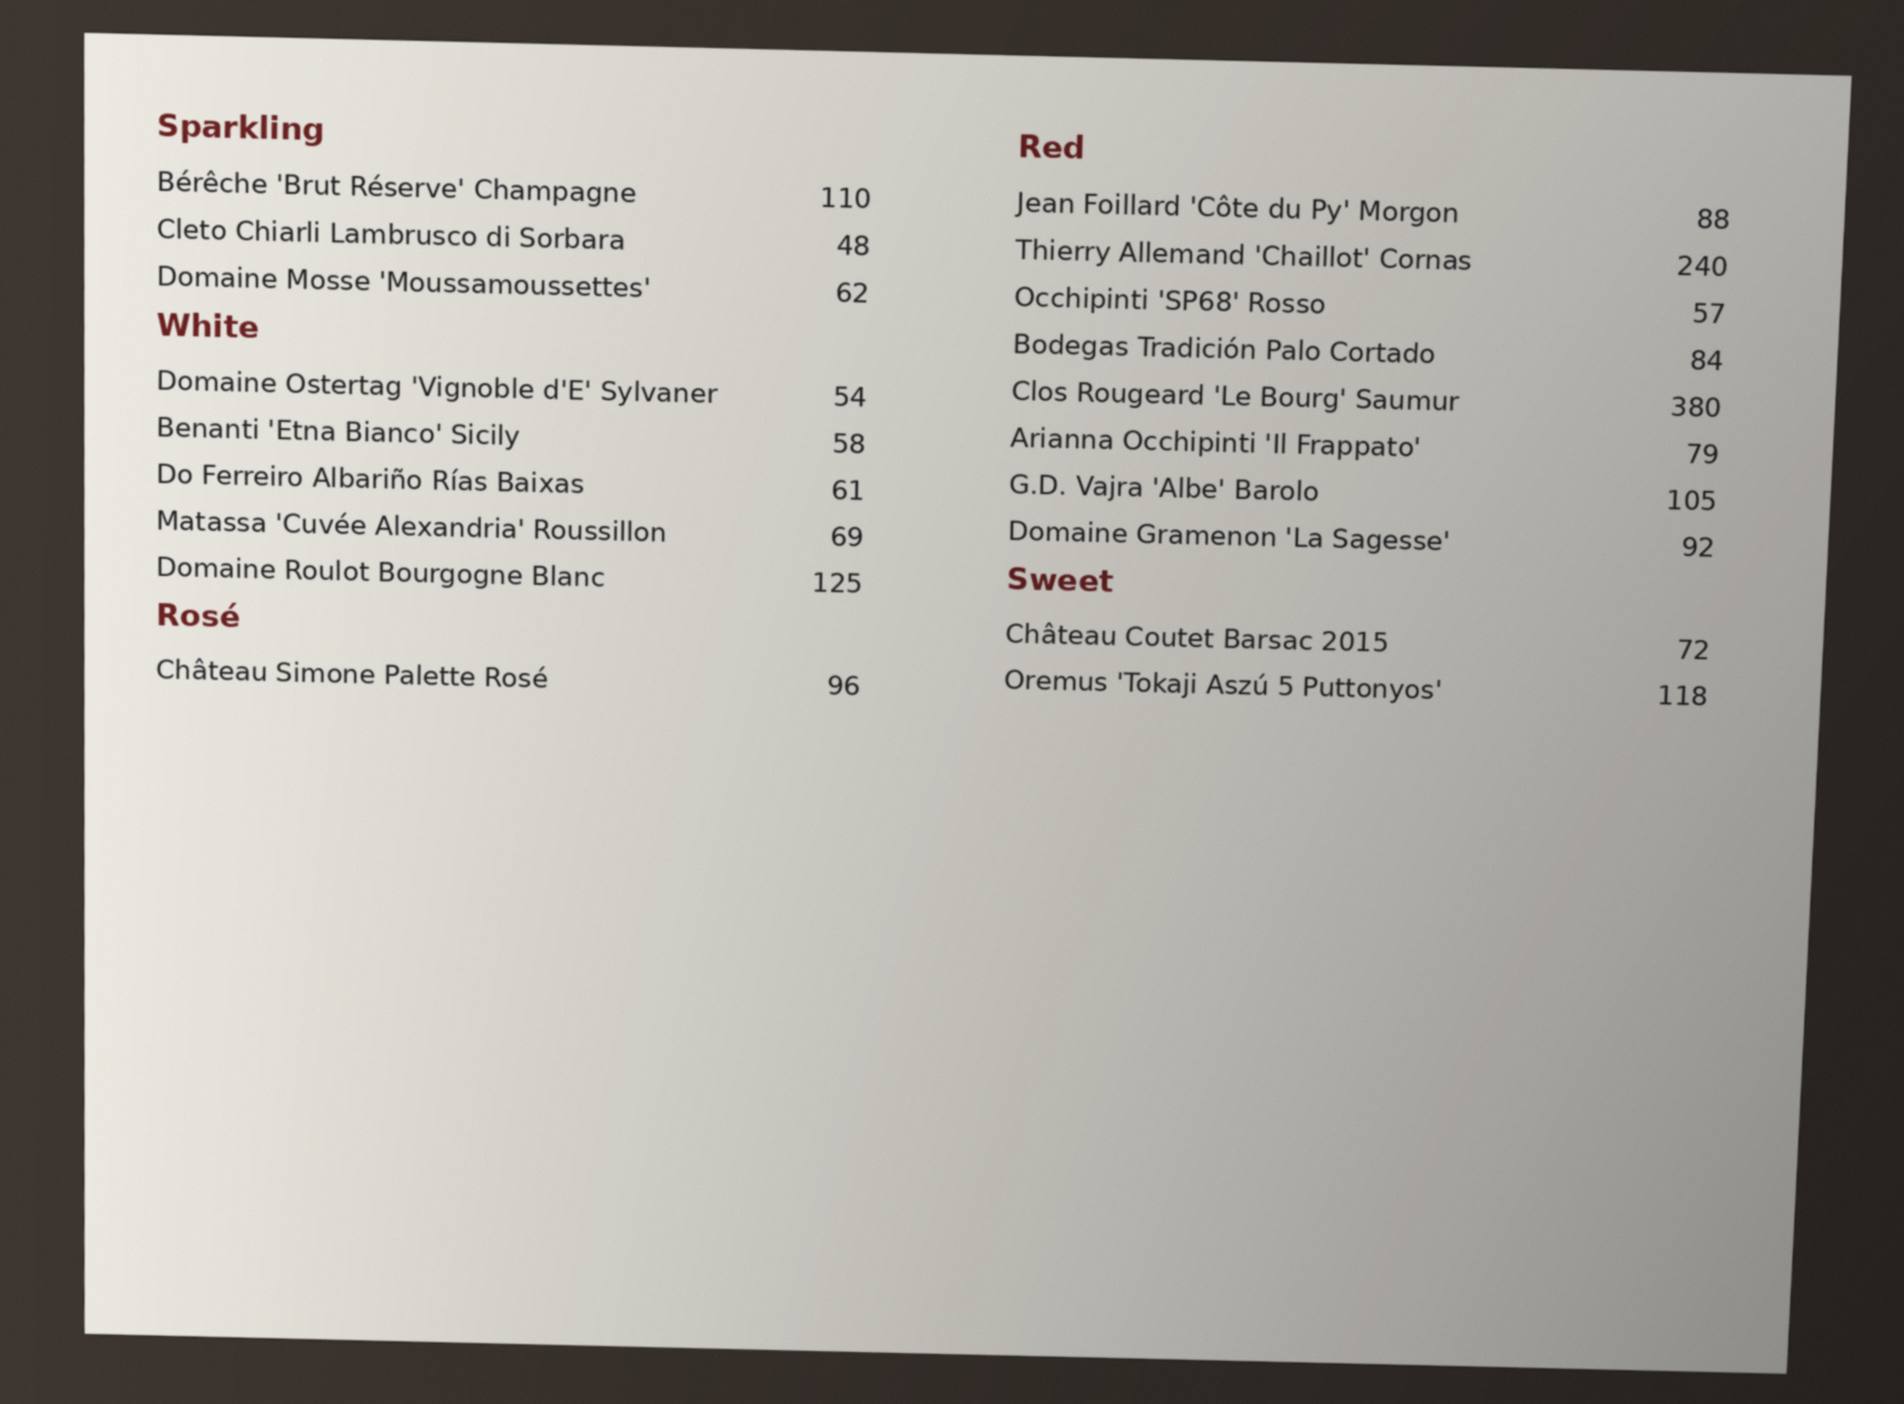 Sparkling
Bérêche 'Brut Réserve' Champagne 110
Cleto Chiarli Lambrusco di Sorbara 48
Domaine Mosse 'Moussamoussettes' 62
White
Domaine Ostertag 'Vignoble d'E' Sylvaner 54
Benanti 'Etna Bianco' Sicily 58
Do Ferreiro Albariño Rías Baixas 61
Matassa 'Cuvée Alexandria' Roussillon 69
Domaine Roulot Bourgogne Blanc 125
Rosé
Château Simone Palette Rosé 96
Red
Jean Foillard 'Côte du Py' Morgon 88
Thierry Allemand 'Chaillot' Cornas 240
Occhipinti 'SP68' Rosso 57
Bodegas Tradición Palo Cortado 84
Clos Rougeard 'Le Bourg' Saumur 380
Arianna Occhipinti 'Il Frappato' 79
G.D. Vajra 'Albe' Barolo 105
Domaine Gramenon 'La Sagesse' 92
Sweet
Château Coutet Barsac 2015 72
Oremus 'Tokaji Aszú 5 Puttonyos' 118